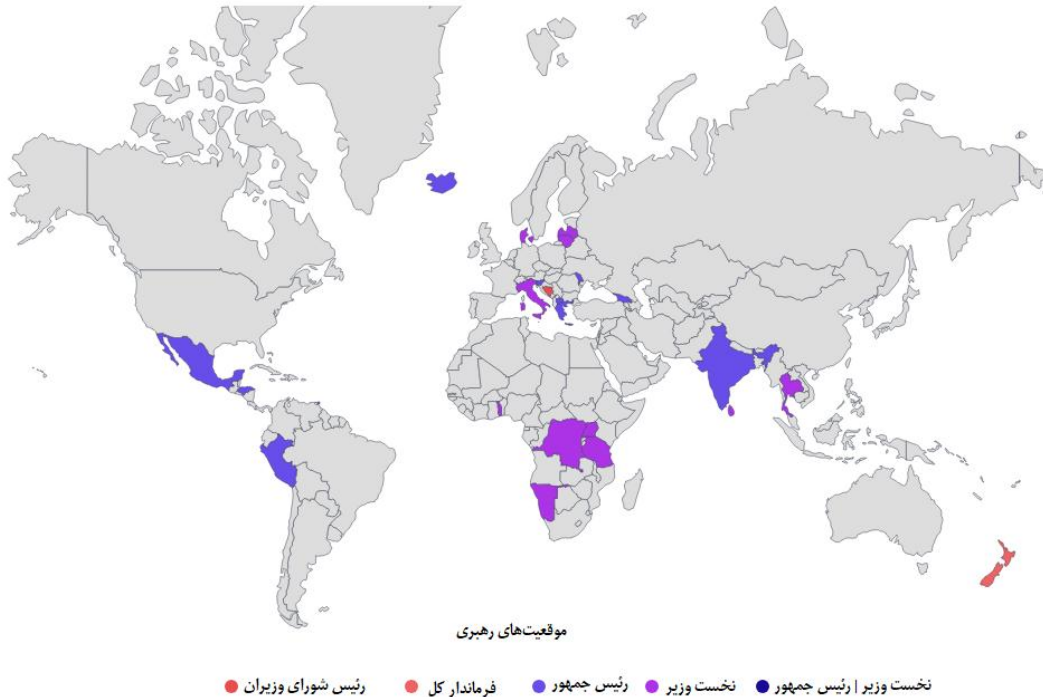 موقعیت‌های رهبری
نخست وزیر | رئیس جمهور نخست وزیر رئیس جمهور فرماندار کل رئیس شورای وزیران